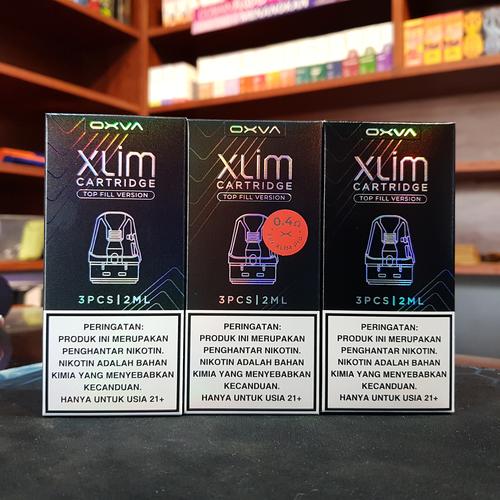 OXVA
XLIM
CARTRIDGE
TOP FILL VERSION
3PCS|2ML
PERINGATAN:
PRODUK INI MERUPAKAN
PENGHANTAR NIKOTIN.
NIKOTIN ADALAH BAHAN
KIMIA YANG MENYEBABKAN
KECANDUAN.
HANYA UNTUK USIA 21+
OXVA
XLIM
CARTRIDGE
TOP FILL VERSION
0.4Ω
3PCS|2ML
PERINGATAN:
PRODUK INI MERUPAKAN
PENGHANTAR NIKOTIN.
NIKOTIN ADALAH BAHAN
KIMIA YANG MENYEBABKAN
KECANDUAN.
HANYA UNTUK USIA 21+
OXVA
XLIM
CARTRIDGE
TOP FILL VERSION
3PCS|2ML
PERINGATAN:
PRODUK INI MERUPAKAN
PENGHANTAR NIKOTIN.
NIKOTIN ADALAH BAHAN
KIMIA YANG MENYEBABKAN
KECANDUAN.
HANYA UNTUK USIA 21+